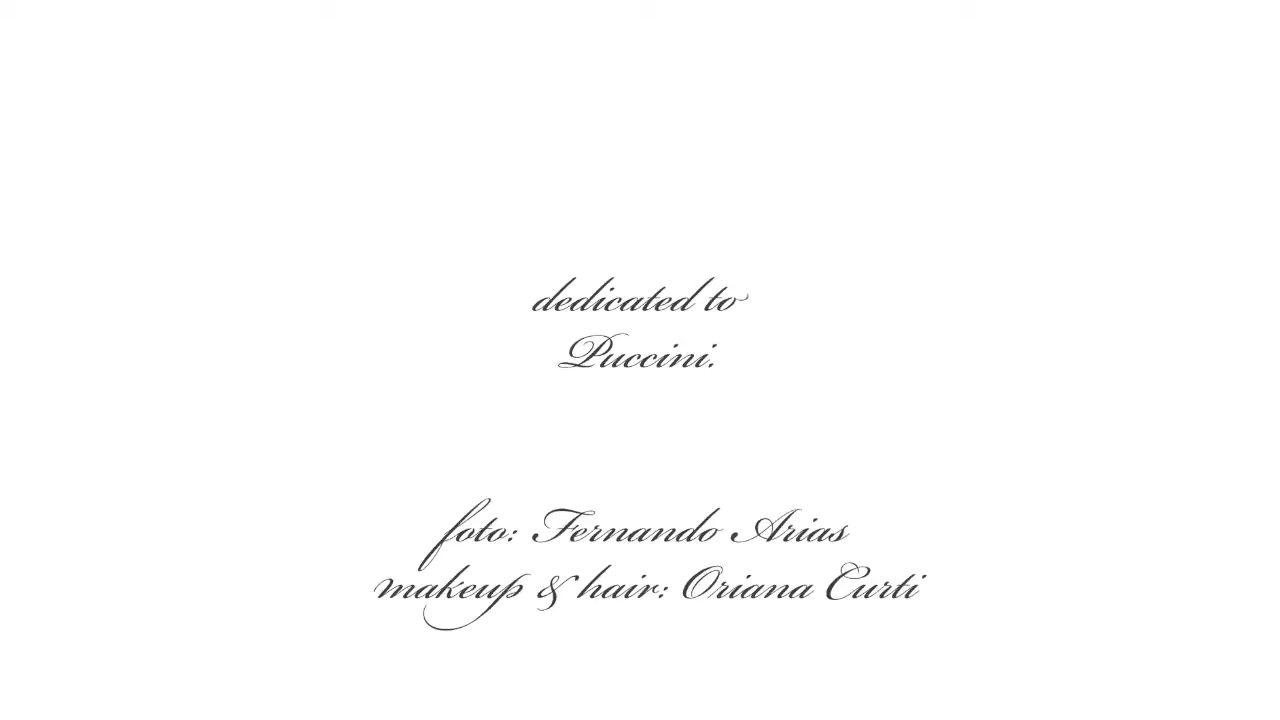 dedicated to
Puccini.
foto: Fernando Arias
makeup & hair: Oriana Curti